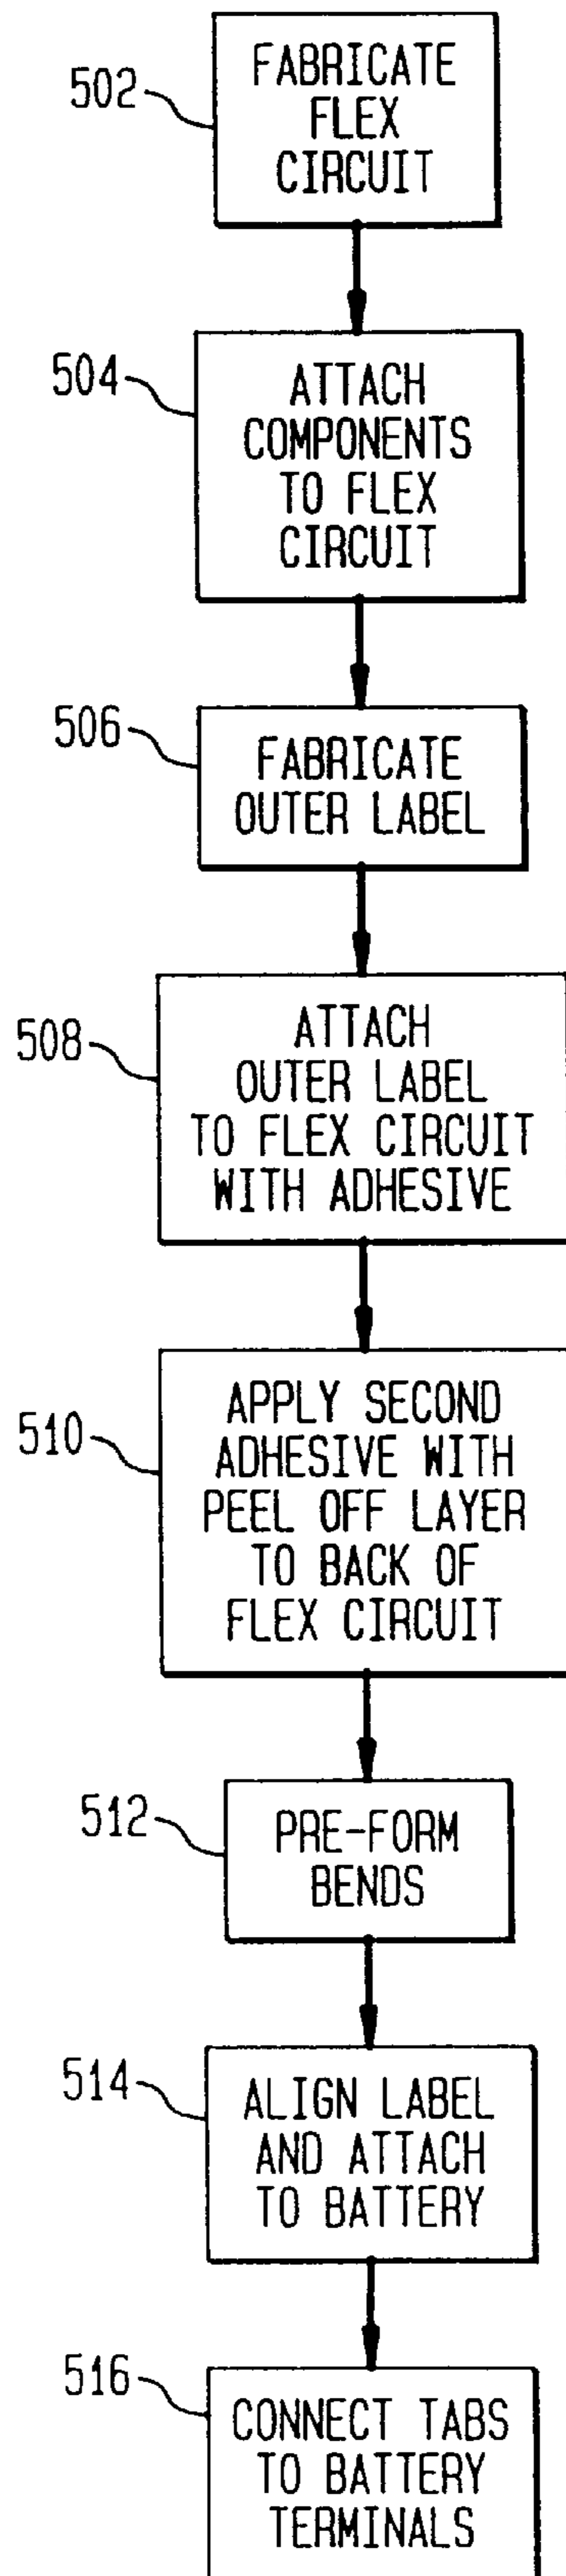 502
FABRICATE
FLEX
CIRCUIT
504
ATTACH
COMPONENTS
TO FLEX
CIRCUIT
506
FABRICATE
OUTER LABEL
508
ATTACH
OUTER LABEL
TO FLEX CIRCUIT
WITH ADHESIVE
510
APPLY SECOND
ADHESIVE WITH
PEEL OFF LAYER
TO BACK OF
FLEX CIRCUIT
512
PRE-FORM
BENDS
514
ALIGN LABEL
AND ATTACH
TO BATTERY
516
CONNECT TABS
TO BATTERY
TERMINALS